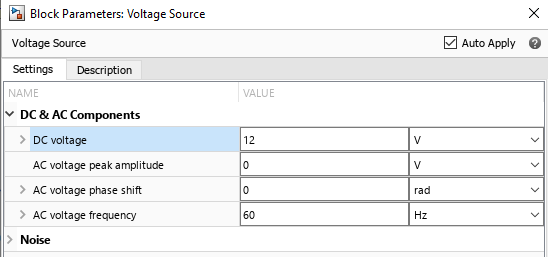 Block Parameters: Voltage Source
Voltage Source
Auto Apply
Settings Description
NAME VALUE
DC & AC Components
DC voltage 12 V
AC voltage peak amplitude 0 V
AC voltage phase shift 0 rad
AC voltage frequency 60 Hz
Noise